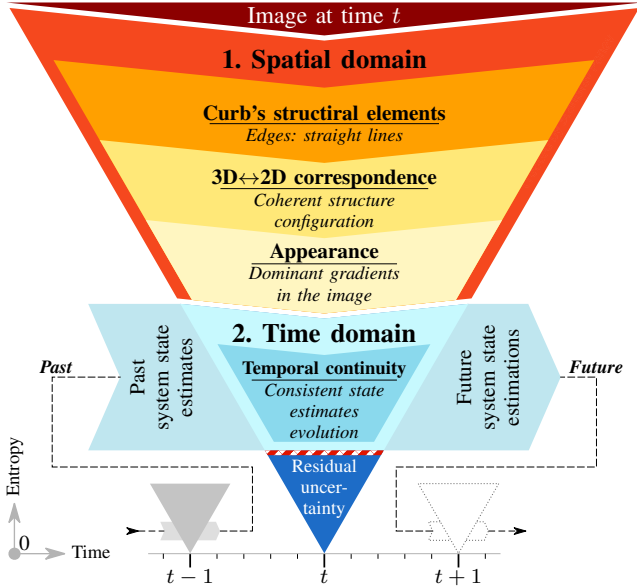 Image at time t
1. Spatial domain
Curb's structiral elements
Edges: straight lines
3D↔2D correspondence
Coherent structure
configuration
Appearance
Dominant gradients
in the image
2. Time domain
Past
system state
estimates
Temporal continuity
Consistent state
estimates
evolution
Future
system state
estimations
Past
Future
Residual
uncer-
tainty
Entropy
0
Time
t − 1
t
t + 1